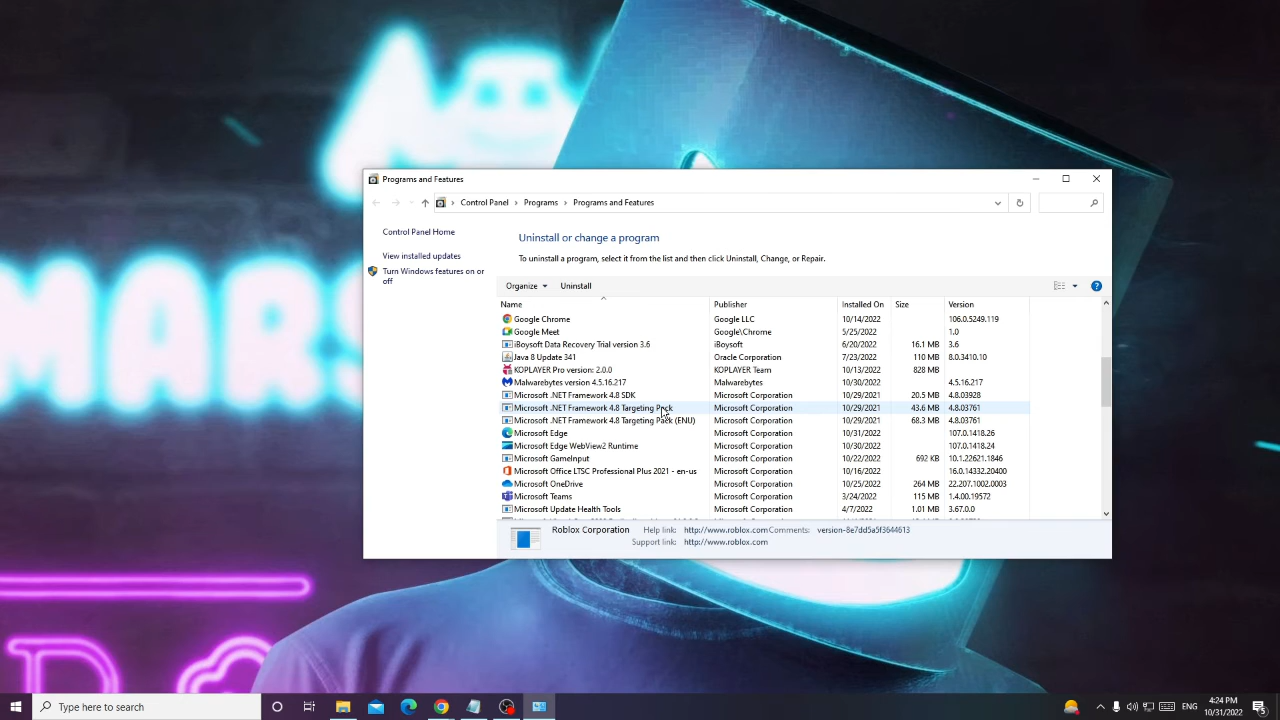 Programs and Features
Control Panel › Programs › Programs and Features
Control Panel Home
View installed updates
Turn Windows features on or off
Uninstall or change a program
To uninstall a program, select it from the list and then click Uninstall, Change, or Repair.
Organize Uninstall
Name Publisher Installed On Size Version
Google Chrome Google LLC 10/14/2022 106.0.5249.119
Google Meet Google\Chrome 5/25/2022 1.0
iBoysoft Data Recovery Trial version 3.6 iBoysoft 6/20/2022 16.1 MB 3.6
Java 8 Update 341 Oracle Corporation 7/23/2022 110 MB 8.0.3410.10
KOPLAYER Pro version: 2.0.0 KOPLAYER Team 10/13/2022 828 MB
Malwarebytes version 4.5.16.217 Malwarebytes 10/30/2022 4.5.16.217
Microsoft .NET Framework 4.8 SDK Microsoft Corporation 10/29/2021 20.5 MB 4.8.03928
Microsoft .NET Framework 4.8 Targeting Pack Microsoft Corporation 10/29/2021 43.6 MB 4.8.03761
Microsoft .NET Framework 4.8 Targeting Pack (ENU) Microsoft Corporation 10/29/2021 68.3 MB 4.8.03761
Microsoft Edge Microsoft Corporation 10/31/2022 107.0.1418.26
Microsoft Edge WebView2 Runtime Microsoft Corporation 10/30/2022 107.0.1418.24
Microsoft GameInput Microsoft Corporation 10/22/2022 692 KB 10.1.22621.1846
Microsoft Office LTSC Professional Plus 2021 - en-us Microsoft Corporation 10/16/2022 16.0.14332.20400
Microsoft OneDrive Microsoft Corporation 10/25/2022 264 MB 22.207.1002.0003
Microsoft Teams Microsoft Corporation 3/24/2022 115 MB 1.4.00.19572
Microsoft Update Health Tools Microsoft Corporation 4/7/2022 1.01 MB 3.67.0.0
Roblox Corporation Help link: http://www.roblox.com Comments: version-8e7dd5a5f3644613
Support link: http://www.roblox.com
Type here to search
ENG
4:24 PM
10/31/2022